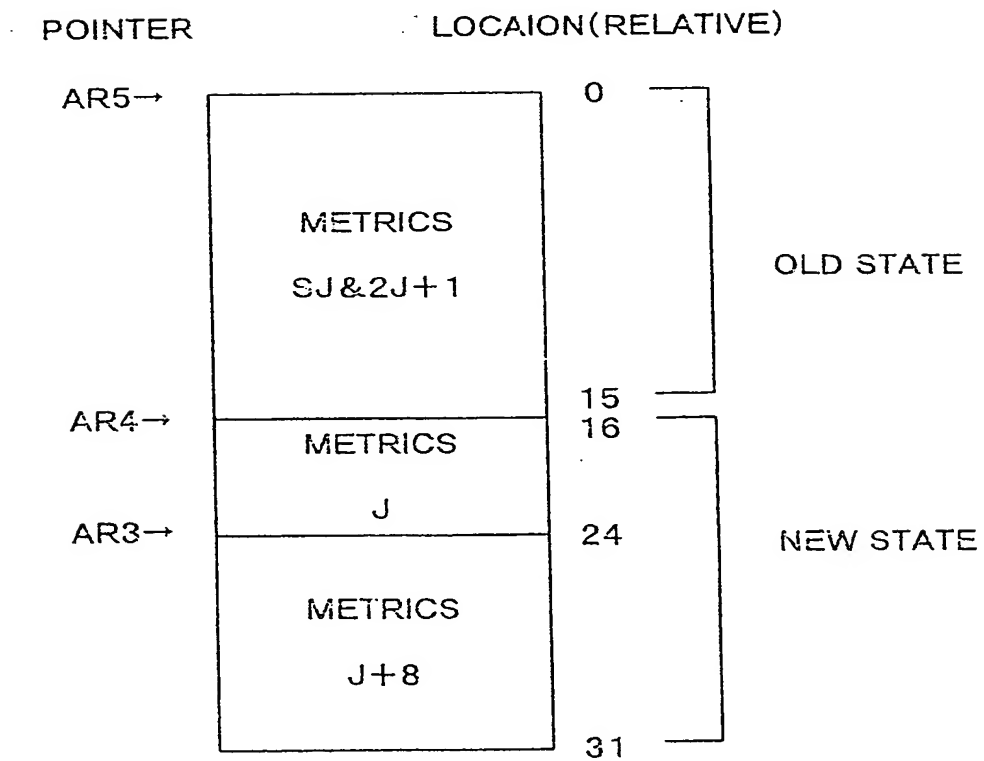 POINTER LOCAION(RELATIVE)
AR5→ 0
METRICS
SJ&2J+1
OLD STATE
15
AR4→ 16
METRICS
J
AR3→ 24
NEW STATE
METRICS
J+8
31